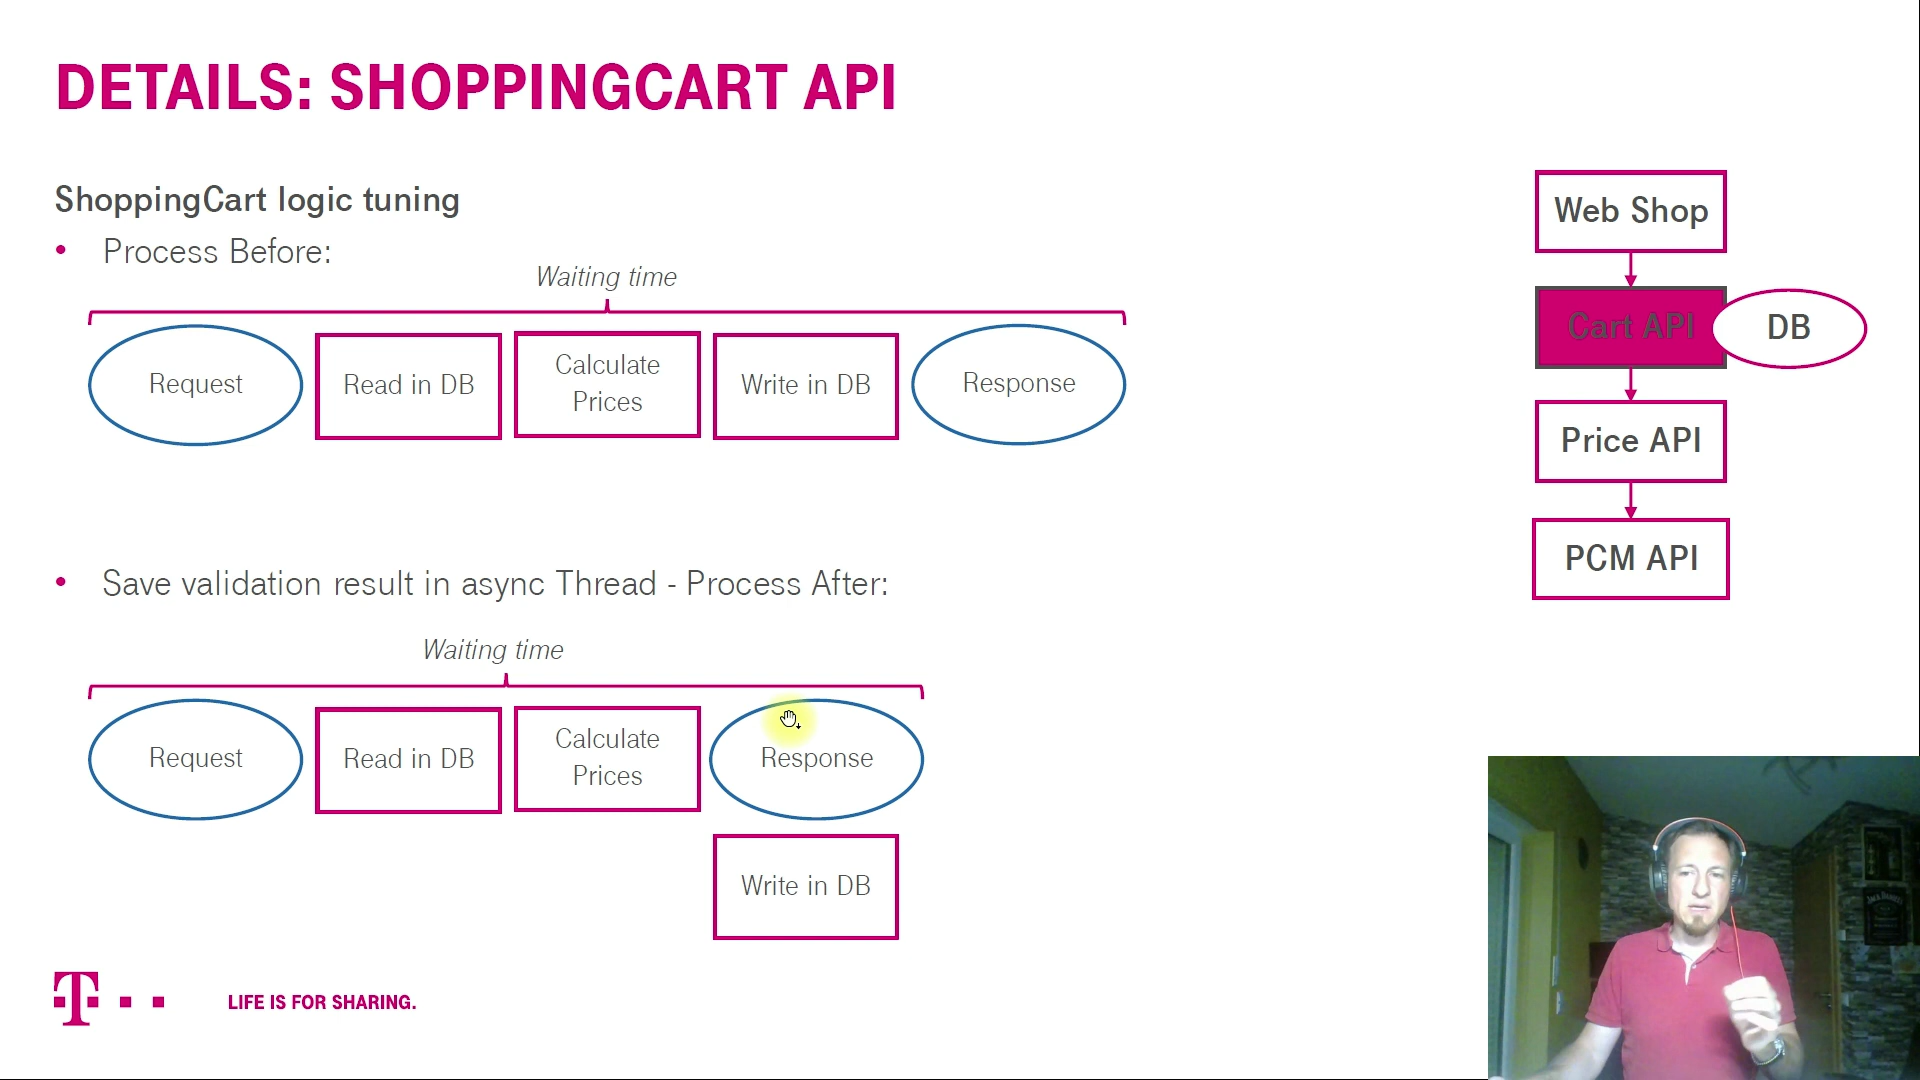 DETAILS: SHOPPINGCART API
ShoppingCart logic tuning
• Process Before:
Waiting time
Request
Read in DB
Calculate
Prices
Write in DB
Response
• Save validation result in async Thread - Process After:
Waiting time
Request
Read in DB
Calculate
Prices
Response
Write in DB
Web Shop
Cart API
DB
Price API
PCM API
T
LIFE IS FOR SHARING.